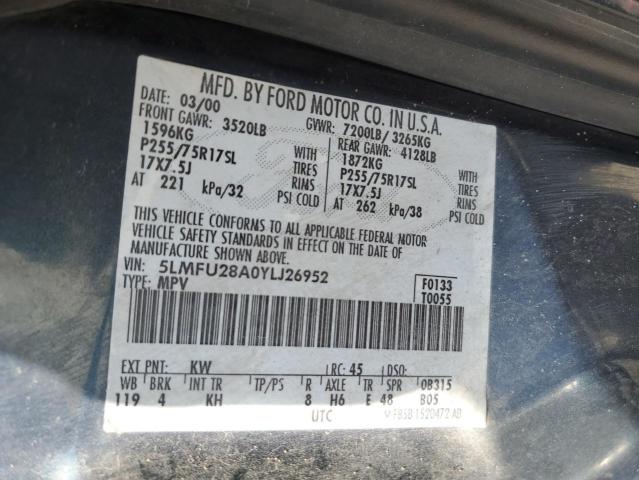 MFD. BY FORD MOTOR CO. IN U.S.A.
DATE: 03/00 GVWR: 7200LB/ 3265KG
FRONT GAWR: 3520LB REAR GAWR: 4128LB
1596KG WITH 1872KG WITH
P255/75R17SL TIRES P255/75R17SL TIRES
17X7.5J RIMS 17X7.5J RIMS
AT 221 kPa/32 PSI COLD AT 262 kPa/38 PSI COLD
THIS VEHICLE CONFORMS TO ALL APPLICABLE FEDERAL MOTOR
VEHICLE SAFETY STANDARDS IN EFFECT ON THE DATE OF
MANUFACTURE SHOWN ABOVE.
VIN: 5LMFU28A0YLJ26952 F0133
TYPE: MPV T0055
EXT PNT: KW RC: 45 DSO:
WB BRK INT TR TP/PS R AXLE TR SPR 0B315
119 4 KH 8 H6 E 48 B05
UTC F85B-1520472-AB